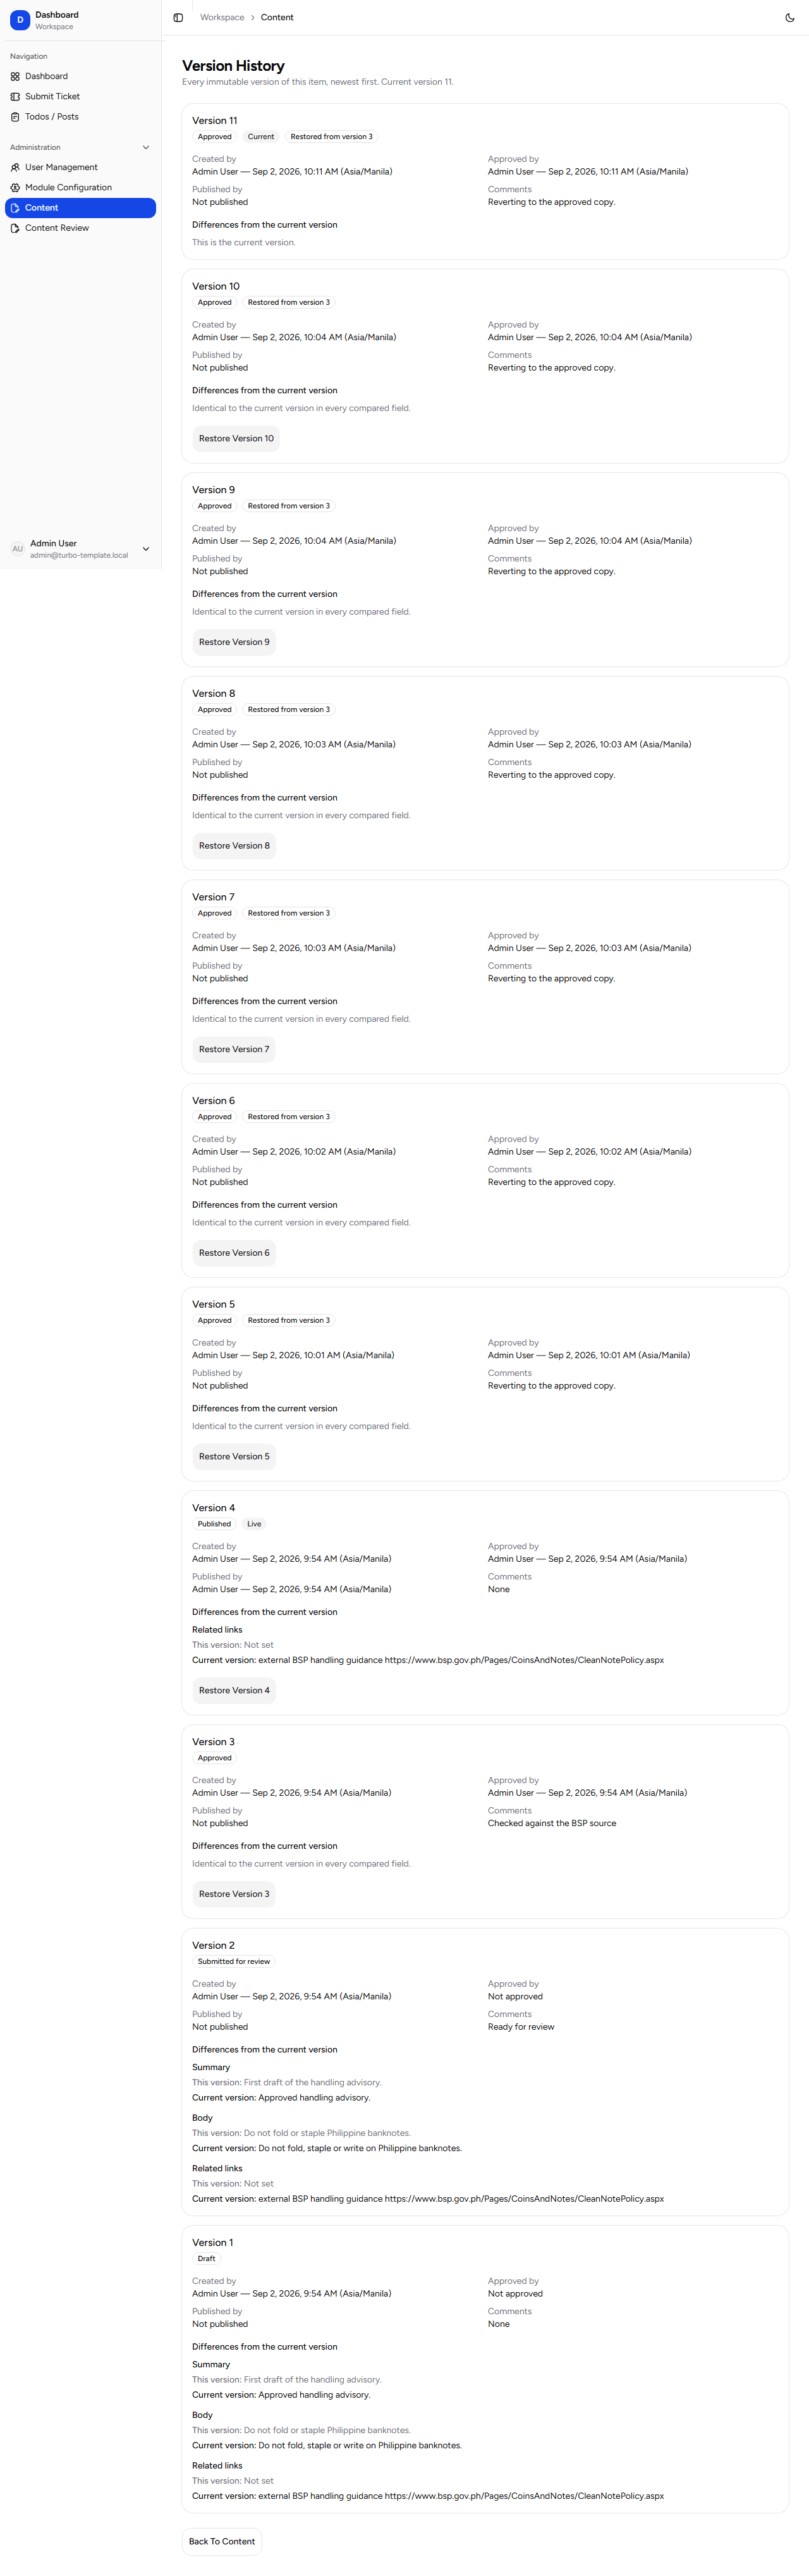 D
Dashboard
Workspace
Navigation
Dashboard
Submit Ticket
Todos / Posts
Administration
User Management
Module Configuration
Content
Content Review
AU
Admin User
admin@turbo-template.local
Workspace > Content
Version History
Every immutable version of this item, newest first. Current version 11.
Version 11
Approved Current Restored from version 3
Created by
Admin User — Sep 2, 2026, 10:11 AM (Asia/Manila)
Approved by
Admin User — Sep 2, 2026, 10:11 AM (Asia/Manila)
Published by
Not published
Comments
Reverting to the approved copy.
Differences from the current version
This is the current version.
Version 10
Approved Restored from version 3
Created by
Admin User — Sep 2, 2026, 10:04 AM (Asia/Manila)
Approved by
Admin User — Sep 2, 2026, 10:04 AM (Asia/Manila)
Published by
Not published
Comments
Reverting to the approved copy.
Differences from the current version
Identical to the current version in every compared field.
Restore Version 10
Version 9
Approved Restored from version 3
Created by
Admin User — Sep 2, 2026, 10:04 AM (Asia/Manila)
Approved by
Admin User — Sep 2, 2026, 10:04 AM (Asia/Manila)
Published by
Not published
Comments
Reverting to the approved copy.
Differences from the current version
Identical to the current version in every compared field.
Restore Version 9
Version 8
Approved Restored from version 3
Created by
Admin User — Sep 2, 2026, 10:03 AM (Asia/Manila)
Approved by
Admin User — Sep 2, 2026, 10:03 AM (Asia/Manila)
Published by
Not published
Comments
Reverting to the approved copy.
Differences from the current version
Identical to the current version in every compared field.
Restore Version 8
Version 7
Approved Restored from version 3
Created by
Admin User — Sep 2, 2026, 10:03 AM (Asia/Manila)
Approved by
Admin User — Sep 2, 2026, 10:03 AM (Asia/Manila)
Published by
Not published
Comments
Reverting to the approved copy.
Differences from the current version
Identical to the current version in every compared field.
Restore Version 7
Version 6
Approved Restored from version 3
Created by
Admin User — Sep 2, 2026, 10:02 AM (Asia/Manila)
Approved by
Admin User — Sep 2, 2026, 10:02 AM (Asia/Manila)
Published by
Not published
Comments
Reverting to the approved copy.
Differences from the current version
Identical to the current version in every compared field.
Restore Version 6
Version 5
Approved Restored from version 3
Created by
Admin User — Sep 2, 2026, 10:01 AM (Asia/Manila)
Approved by
Admin User — Sep 2, 2026, 10:01 AM (Asia/Manila)
Published by
Not published
Comments
Reverting to the approved copy.
Differences from the current version
Identical to the current version in every compared field.
Restore Version 5
Version 4
Published Live
Created by
Admin User — Sep 2, 2026, 9:54 AM (Asia/Manila)
Approved by
Admin User — Sep 2, 2026, 9:54 AM (Asia/Manila)
Published by
Admin User — Sep 2, 2026, 9:54 AM (Asia/Manila)
Comments
None
Differences from the current version
Related links
This version: Not set
Current version: external BSP handling guidance https://www.bsp.gov.ph/Pages/CoinsAndNotes/CleanNotePolicy.aspx
Restore Version 4
Version 3
Approved
Created by
Admin User — Sep 2, 2026, 9:54 AM (Asia/Manila)
Approved by
Admin User — Sep 2, 2026, 9:54 AM (Asia/Manila)
Published by
Not published
Comments
Checked against the BSP source
Differences from the current version
Identical to the current version in every compared field.
Restore Version 3
Version 2
Submitted for review
Created by
Admin User — Sep 2, 2026, 9:54 AM (Asia/Manila)
Approved by
Not approved
Published by
Not published
Comments
Ready for review
Differences from the current version
Summary
This version: First draft of the handling advisory.
Current version: Approved handling advisory.
Body
This version: Do not fold or staple Philippine banknotes.
Current version: Do not fold, staple or write on Philippine banknotes.
Related links
This version: Not set
Current version: external BSP handling guidance https://www.bsp.gov.ph/Pages/CoinsAndNotes/CleanNotePolicy.aspx
Version 1
Draft
Created by
Admin User — Sep 2, 2026, 9:54 AM (Asia/Manila)
Approved by
Not approved
Published by
Not published
Comments
None
Differences from the current version
Summary
This version: First draft of the handling advisory.
Current version: Approved handling advisory.
Body
This version: Do not fold or staple Philippine banknotes.
Current version: Do not fold, staple or write on Philippine banknotes.
Related links
This version: Not set
Current version: external BSP handling guidance https://www.bsp.gov.ph/Pages/CoinsAndNotes/CleanNotePolicy.aspx
Back To Content